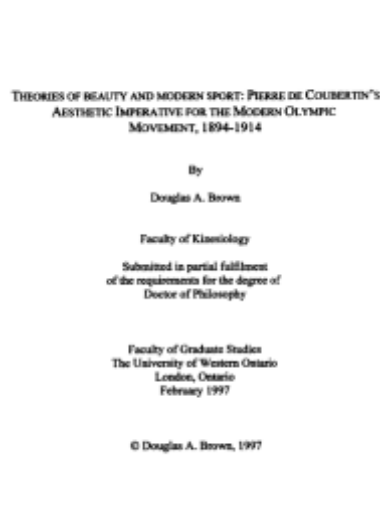 THEORIES OF BEAUTY AND MODERN SPORT: PIERRE DE COUBERTIN'S
AESTHETIC IMPERATIVE FOR THE MODERN OLYMPIC
MOVEMENT, 1894-1914
By
Douglas A. Brown
Faculty of Kinesiology
Submitted in partial fulfilment
of the requirements for the degree of
Doctor of Philosophy
Faculty of Graduate Studies
The University of Western Ontario
London, Ontario
February 1997
© Douglas A. Brown, 1997